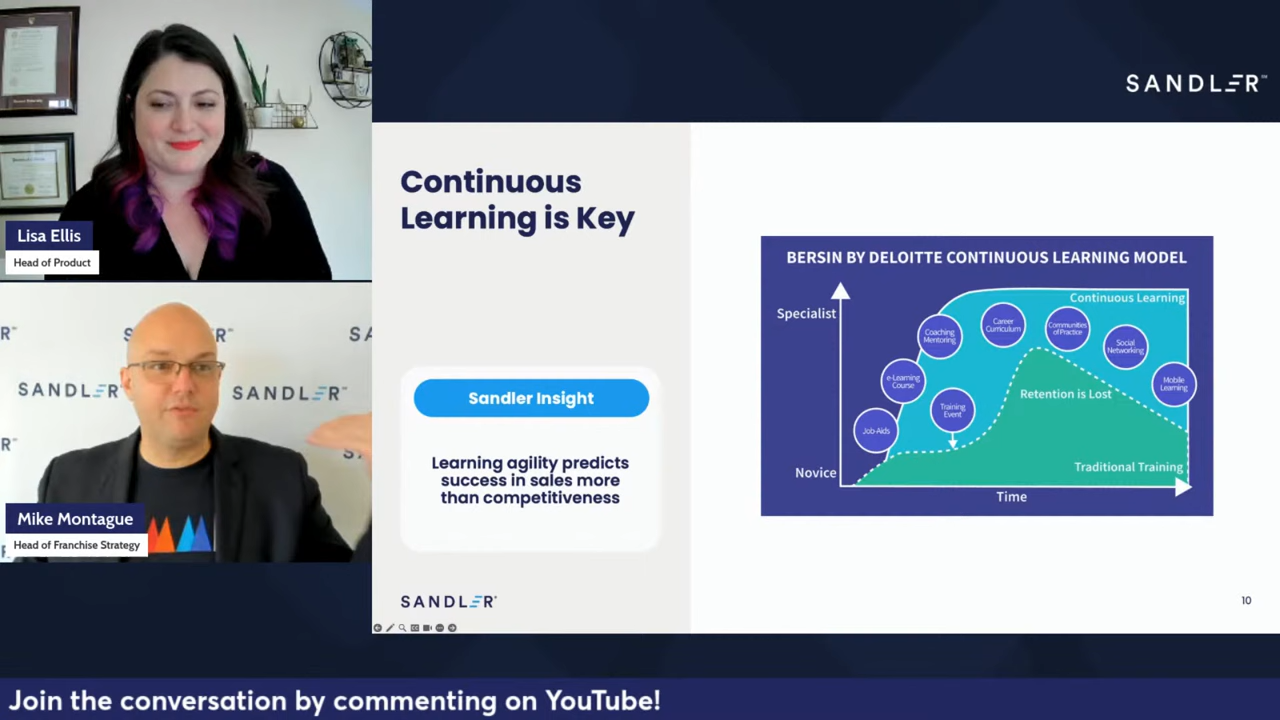 SANDLER™
Lisa Ellis
Head of Product
SANDLER™
SANDLER™
Mike Montague
Head of Franchise Strategy
Continuous
Learning is Key
Sandler Insight
Learning agility predicts
success in sales more
than competitiveness
SANDLER
BERSIN BY DELOITTE CONTINUOUS LEARNING MODEL
Specialist
Novice
Time
Continuous Learning
Career
Curriculum
Coaching
Mentoring
Communities
of Practice
Social
Networking
e-Learning
Course
Mobile
Learning
Training
Event
Job-Aids
Retention is Lost
Traditional Training
10
Join the conversation by commenting on YouTube!